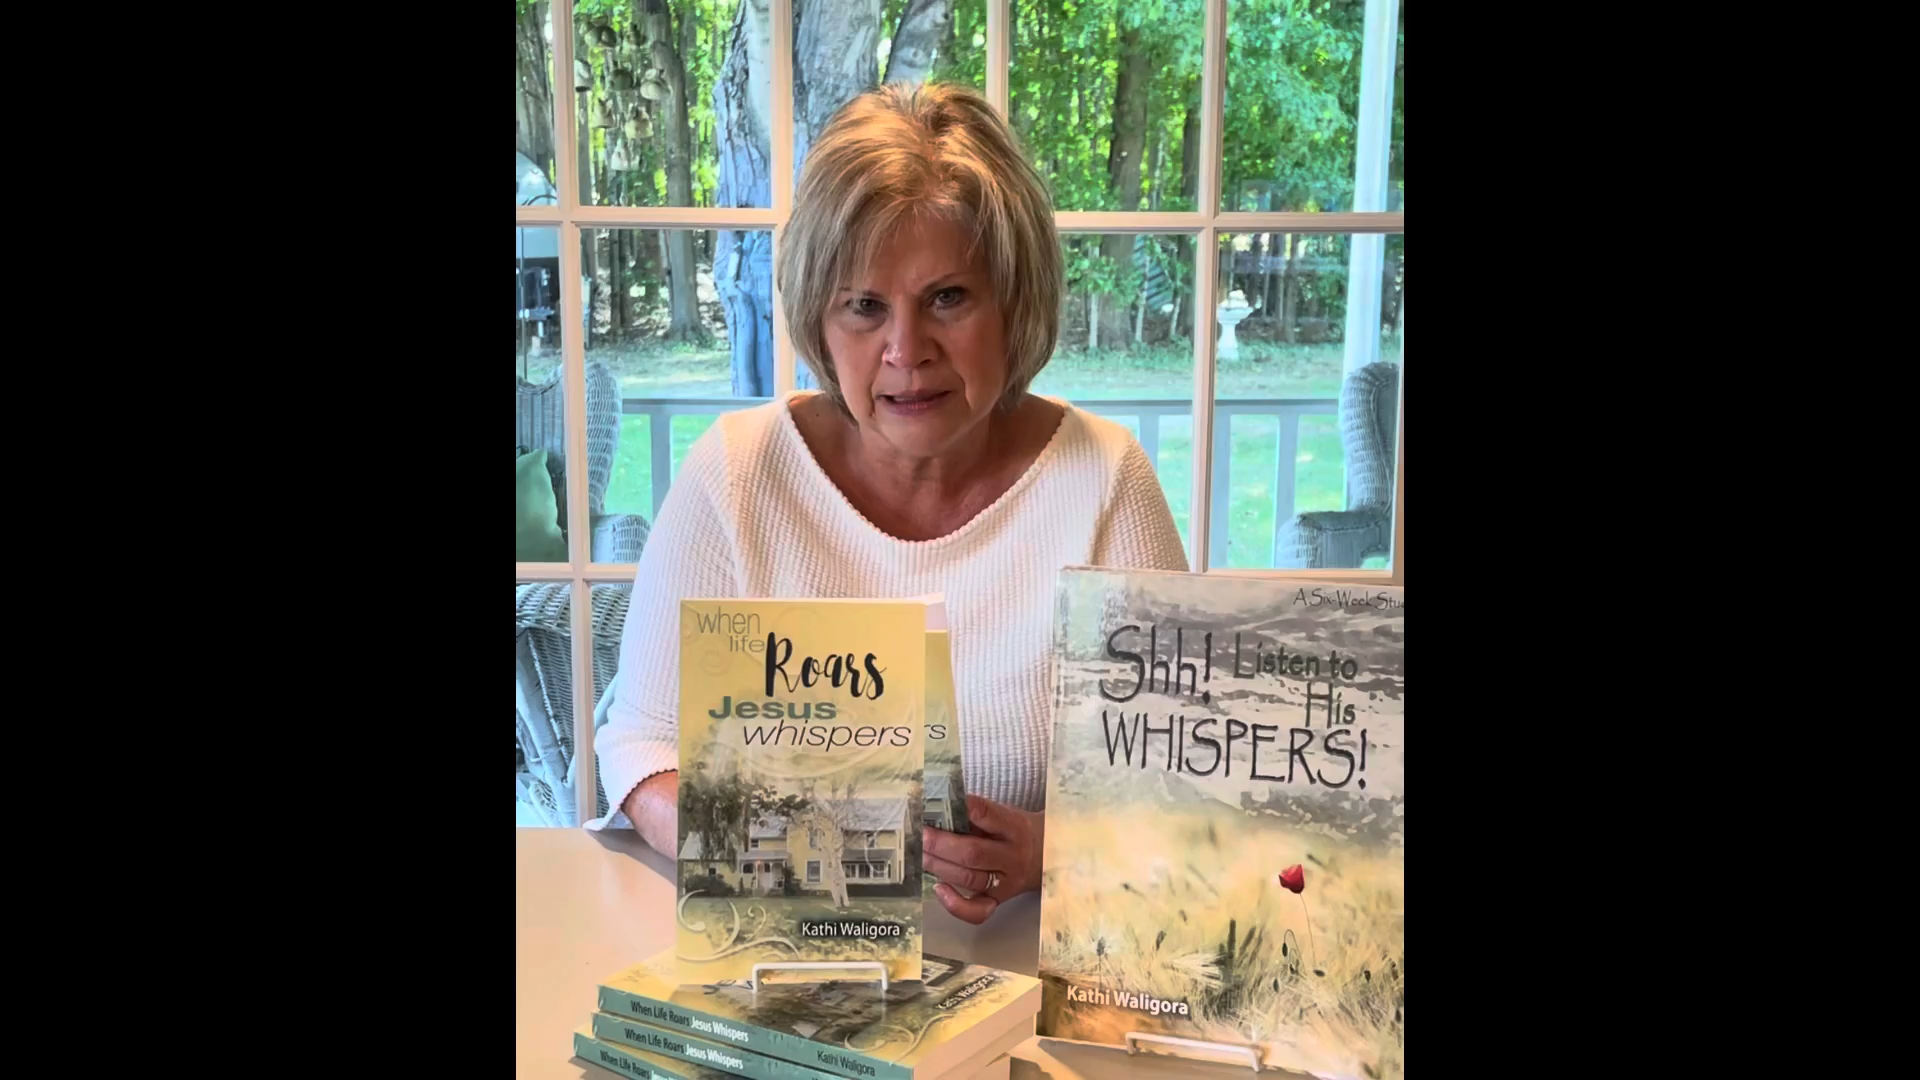 when
life Roars
Jesus
whispers
rs
Kathi Waligora
A Six-Week
Shh! Listen to
His
WHISPERS!
Kathi Waligora
Kathi Waligora
When Life Roars Jesus Whispers
Kathi Waligora
When Life Roars Jesus Whispers
When Life Roars